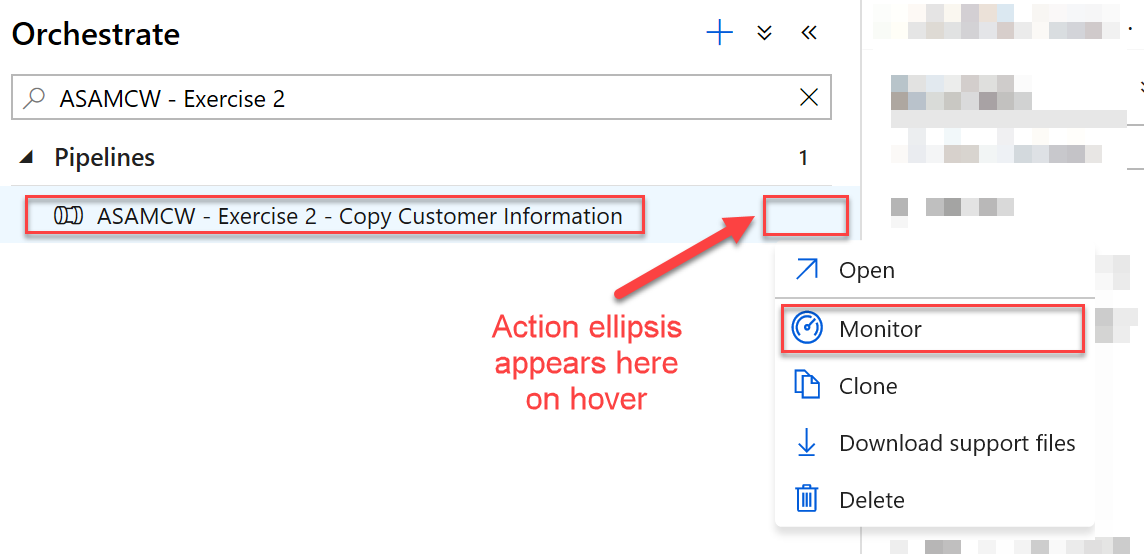 Orchestrate
ASAMCW - Exercise 2
Pipelines 1
ASAMCW - Exercise 2 - Copy Customer Information
Action ellipsis
appears here
on hover
Open
Monitor
Clone
Download support files
Delete